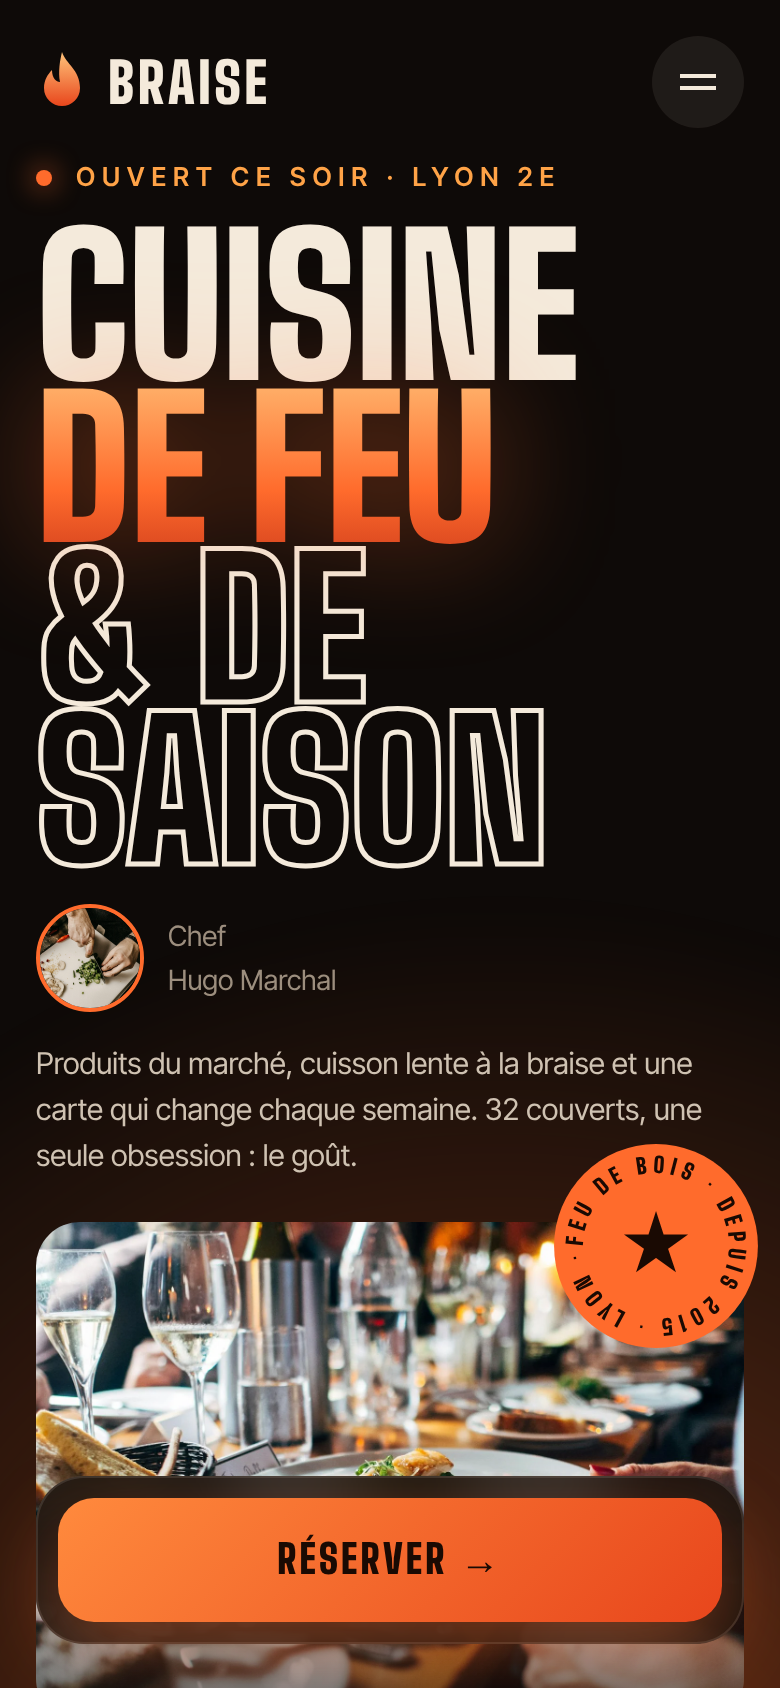 BRAISE
OUVERT CE SOIR · LYON 2E
CUISINE
DE FEU
& DE
SAISON
Chef
Hugo Marchal
Produits du marché, cuisson lente à la braise et une
carte qui change chaque semaine. 32 couverts, une
seule obsession : le goût.
FEU DE BOIS · DEPUIS 2015 · LYON ·
RÉSERVER →